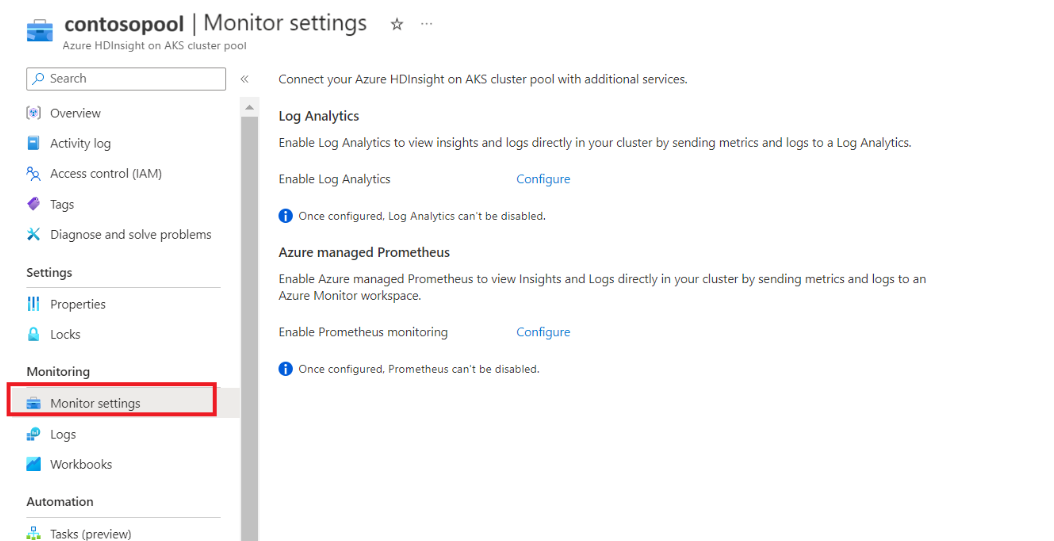 contosopool | Monitor settings
Azure HDInsight on AKS cluster pool
Search
Overview
Activity log
Access control (IAM)
Tags
Diagnose and solve problems
Settings
Properties
Locks
Monitoring
Monitor settings
Logs
Workbooks
Automation
Tasks (preview)
Connect your Azure HDInsight on AKS cluster pool with additional services.
Log Analytics
Enable Log Analytics to view insights and logs directly in your cluster by sending metrics and logs to a Log Analytics.
Enable Log Analytics Configure
Once configured, Log Analytics can't be disabled.
Azure managed Prometheus
Enable Azure managed Prometheus to view Insights and Logs directly in your cluster by sending metrics and logs to an
Azure Monitor workspace.
Enable Prometheus monitoring Configure
Once configured, Prometheus can't be disabled.